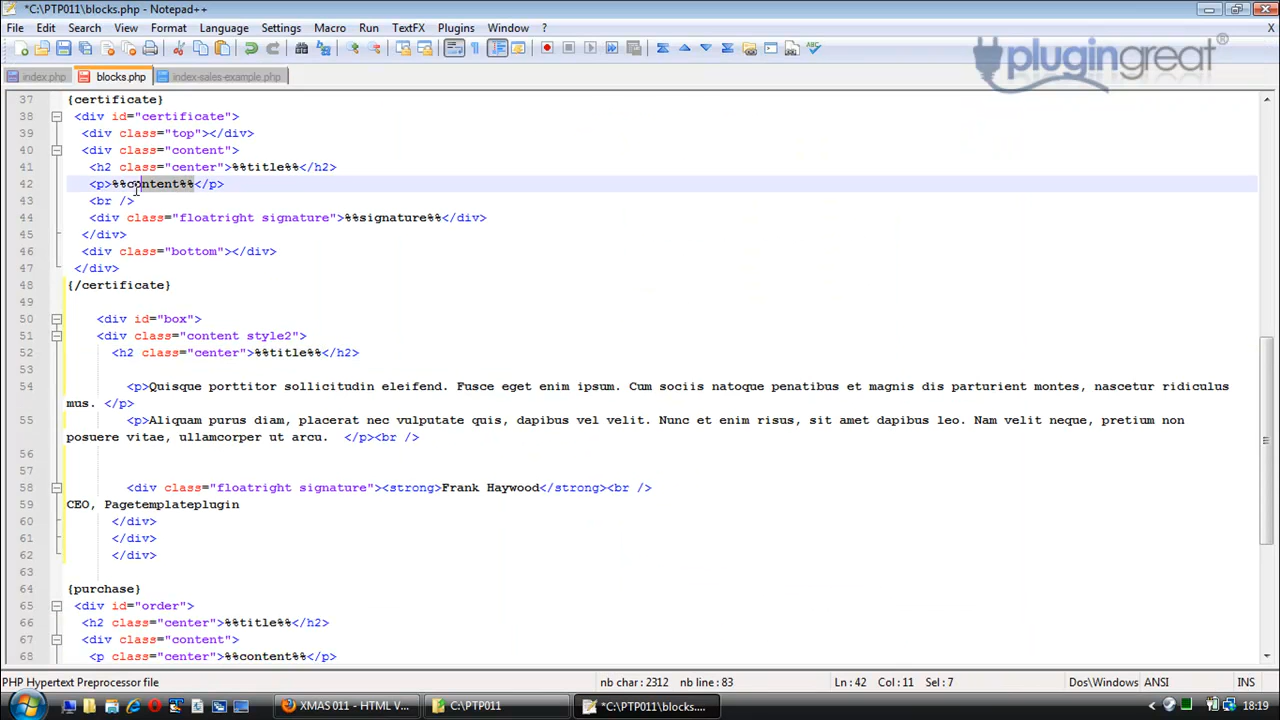 *C:\PTP011\blocks.php - Notepad++
File Edit Search View Format Language Settings Macro Run TextFX Plugins Window ? X
index.php blocks.php index-sales-example.php
plugingreat®
37 {certificate}
38 <div id="certificate">
39 <div class="top"></div>
40 <div class="content">
41 <h2 class="center">%%title%%</h2>
42 <p>%%content%%</p>
43 <br />
44 <div class="floatright signature">%%signature%%</div>
45 </div>
46 <div class="bottom"></div>
47 </div>
48 {/certificate}
49
50 <div id="box">
51 <div class="content style2">
52 <h2 class="center">%%title%%</h2>
53
54 <p>Quisque porttitor sollicitudin eleifend. Fusce eget enim ipsum. Cum sociis natoque penatibus et magnis dis parturient montes, nascetur ridiculus
mus. </p>
55 <p>Aliquam purus diam, placerat nec vulputate quis, dapibus vel velit. Nunc et enim risus, sit amet dapibus leo. Nam velit neque, pretium non
posuere vitae, ullamcorper ut arcu. </p><br />
56
57
58 <div class="floatright signature"><strong>Frank Haywood</strong><br />
59 CEO, Pagetemplateplugin
60 </div>
61 </div>
62 </div>
63
64 {purchase}
65 <div id="order">
66 <h2 class="center">%%title%%</h2>
67 <div class="content">
68 <p class="center">%%content%%</p>
PHP Hypertext Preprocessor file nb char : 2312 nb line : 83 Ln : 42 Col : 11 Sel : 7 Dos\Windows ANSI INS
XMAS 011 - HTML V... C:\PTP011 *C:\PTP011\blocks.... 18:19